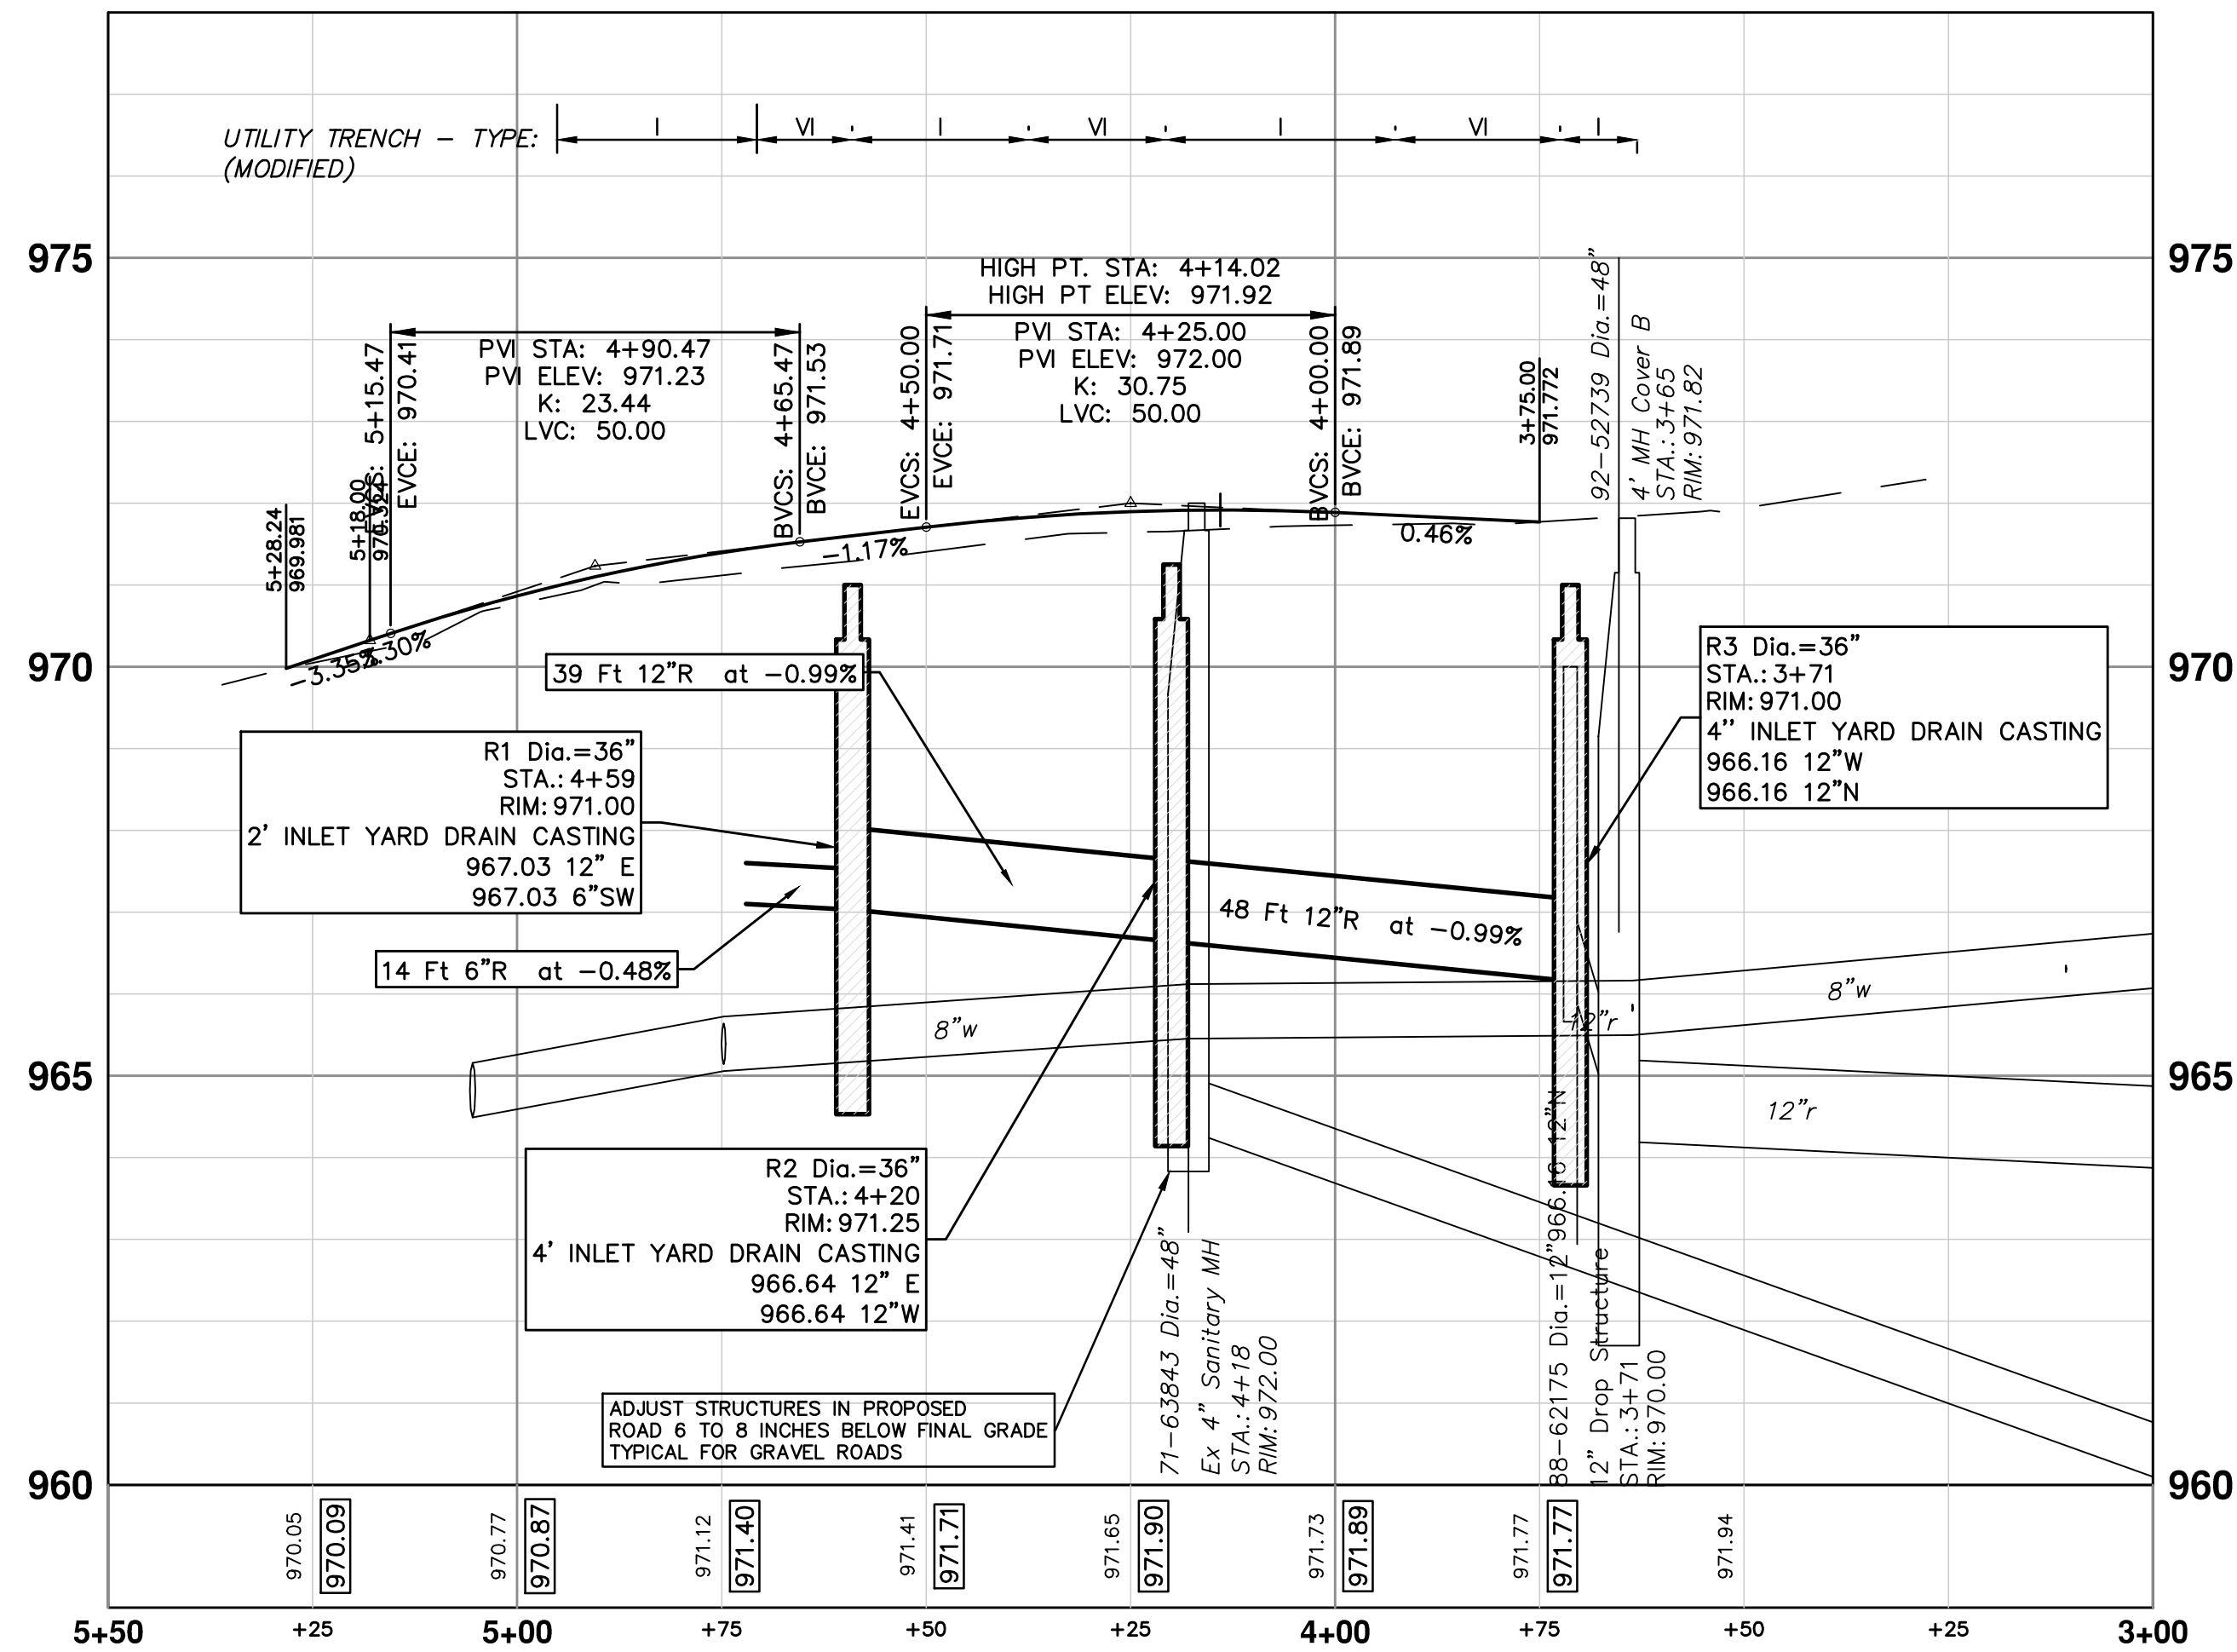 UTILITY TRENCH – TYPE:
(MODIFIED)
I
VI
I
VI
I
VI
I
975
975
970
970
965
965
960
960
HIGH PT. STA: 4+14.02
HIGH PT ELEV: 971.92
PVI STA: 4+25.00
PVI ELEV: 972.00
K: 30.75
LVC: 50.00
PVI STA: 4+90.47
PVI ELEV: 971.23
K: 23.44
LVC: 50.00
5+28.24
969.981
5+18.00
970.324
EVCS: 5+15.47
EVCE: 970.41
BVCS: 4+65.47
BVCE: 971.53
EVCS: 4+50.00
EVCE: 971.71
BVCS: 4+00.00
BVCE: 971.89
3+75.00
971.772
92–52739 Dia.=48"
4' MH Cover B
STA.:3+65
RIM:971.82
–3.35%
–3.30%
–1.17%
0.46%
39 Ft 12"R at –0.99%
R1 Dia.=36"
STA.:4+59
RIM:971.00
2' INLET YARD DRAIN CASTING
967.03 12" E
967.03 6"SW
14 Ft 6"R at –0.48%
48 Ft 12"R at –0.99%
R3 Dia.=36"
STA.:3+71
RIM:971.00
4'' INLET YARD DRAIN CASTING
966.16 12"W
966.16 12"N
8"w
8"w
12"r
12"r
R2 Dia.=36"
STA.:4+20
RIM:971.25
4' INLET YARD DRAIN CASTING
966.64 12" E
966.64 12"W
ADJUST STRUCTURES IN PROPOSED
ROAD 6 TO 8 INCHES BELOW FINAL GRADE
TYPICAL FOR GRAVEL ROADS
71–63843 Dia.=48"
Ex 4" Sanitary MH
STA.:4+18
RIM:972.00
88–62175 Dia.=12"966.16 12"N
12" Drop Structure
STA.:3+71
RIM:970.00
970.05
970.09
970.77
970.87
971.12
971.40
971.41
971.71
971.65
971.90
971.73
971.89
971.77
971.77
971.94
5+50
+25
5+00
+75
+50
+25
4+00
+75
+50
+25
3+00